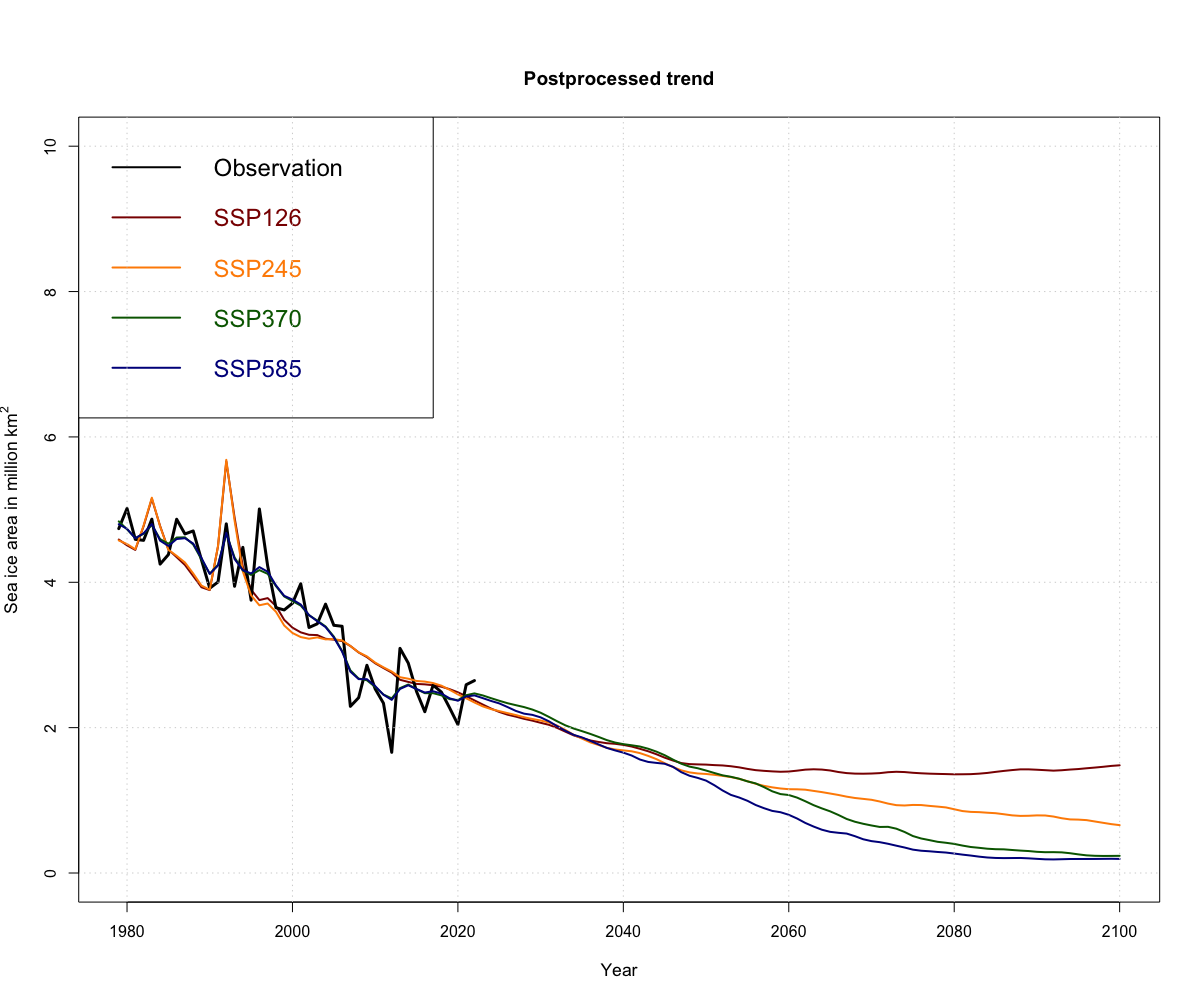 Postprocessed trend
Observation
SSP126
SSP245
SSP370
SSP585
Sea ice area in million km²
10
8
6
4
2
0
1980 2000 2020 2040 2060 2080 2100
Year